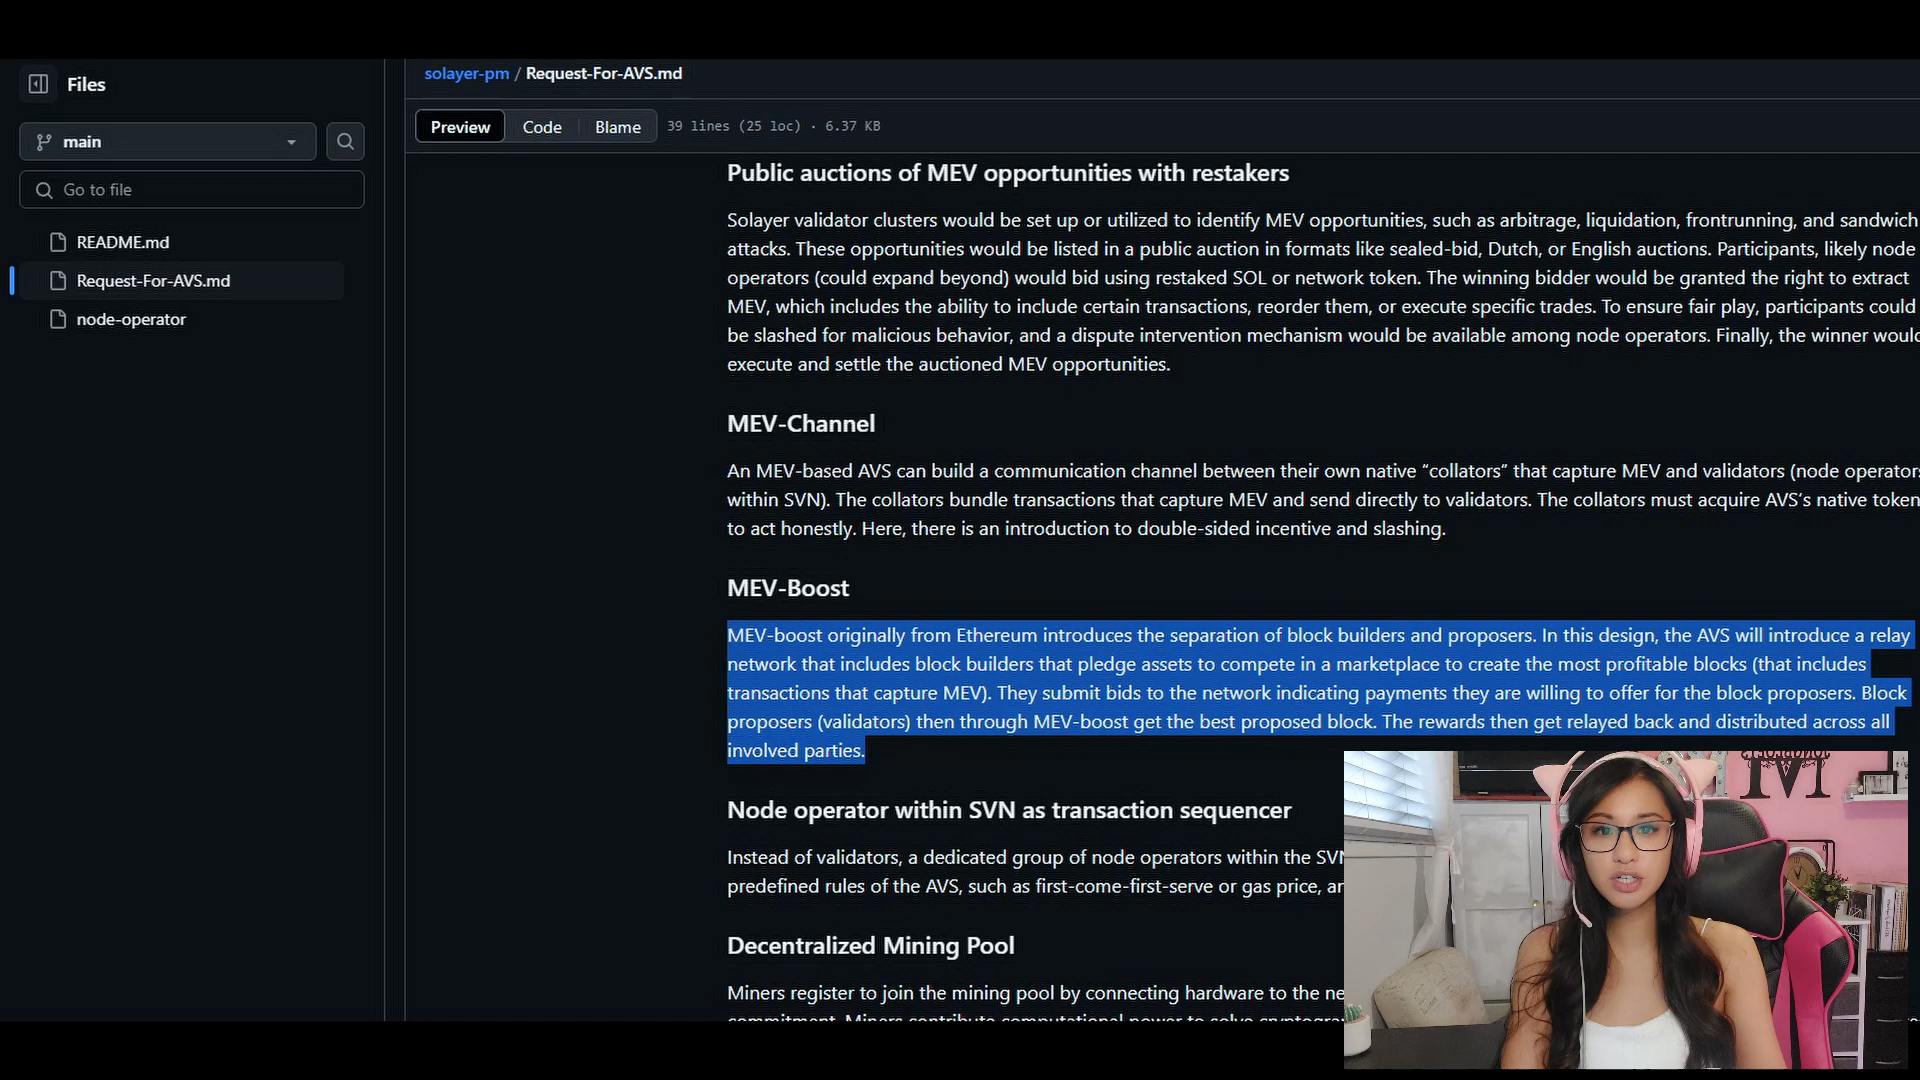 Files
solayer-pm / Request-For-AVS.md
main
Preview Code Blame 39 lines (25 loc) · 6.37 KB
Go to file
README.md
Request-For-AVS.md
node-operator
Public auctions of MEV opportunities with restakers
Solayer validator clusters would be set up or utilized to identify MEV opportunities, such as arbitrage, liquidation, frontrunning, and sandwich
attacks. These opportunities would be listed in a public auction in formats like sealed-bid, Dutch, or English auctions. Participants, likely node
operators (could expand beyond) would bid using restaked SOL or network token. The winning bidder would be granted the right to extract
MEV, which includes the ability to include certain transactions, reorder them, or execute specific trades. To ensure fair play, participants could
be slashed for malicious behavior, and a dispute intervention mechanism would be available among node operators. Finally, the winner would
execute and settle the auctioned MEV opportunities.
MEV-Channel
An MEV-based AVS can build a communication channel between their own native “collators” that capture MEV and validators (node operators
within SVN). The collators bundle transactions that capture MEV and send directly to validators. The collators must acquire AVS’s native token
to act honestly. Here, there is an introduction to double-sided incentive and slashing.
MEV-Boost
MEV-boost originally from Ethereum introduces the separation of block builders and proposers. In this design, the AVS will introduce a relay
network that includes block builders that pledge assets to compete in a marketplace to create the most profitable blocks (that includes
transactions that capture MEV). They submit bids to the network indicating payments they are willing to offer for the block proposers. Block
proposers (validators) then through MEV-boost get the best proposed block. The rewards then get relayed back and distributed across all
involved parties.
Node operator within SVN as transaction sequencer
Instead of validators, a dedicated group of node operators within the SVN
predefined rules of the AVS, such as first-come-first-serve or gas price,
Decentralized Mining Pool
Miners register to join the mining pool by connecting hardware to the
commitment. Miners contribute computational power to solve
M